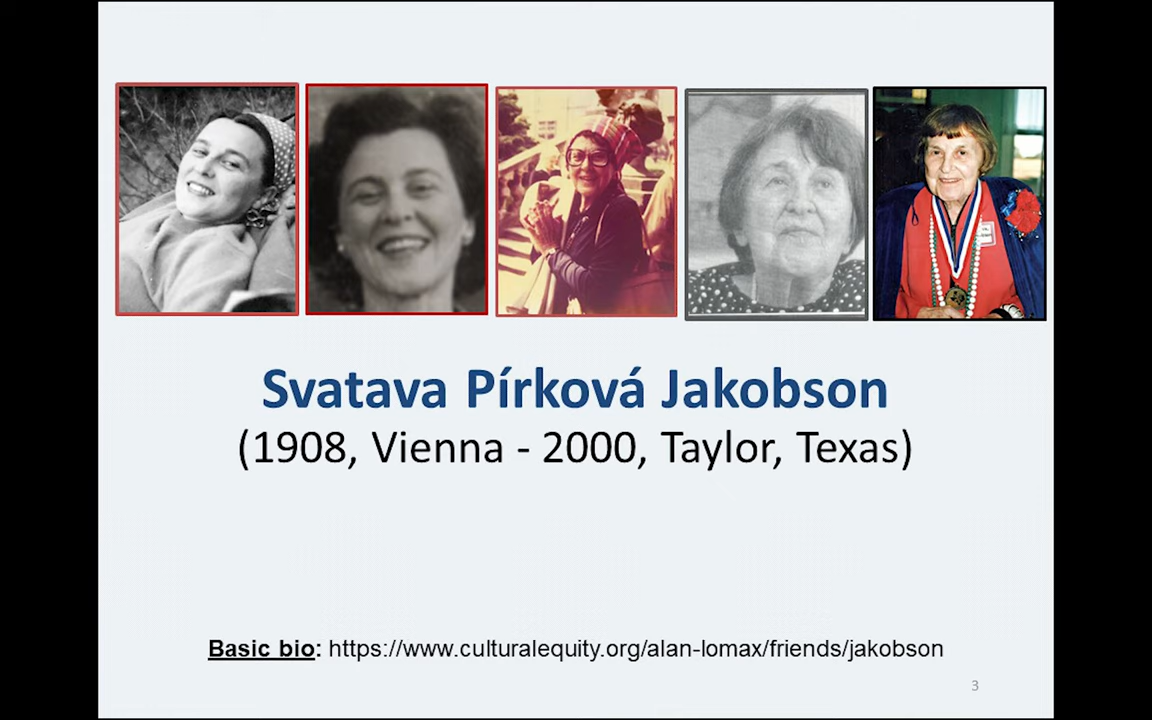 Svatava Pírková Jakobson
(1908, Vienna - 2000, Taylor, Texas)
Basic bio: https://www.culturalequity.org/alan-lomax/friends/jakobson
3